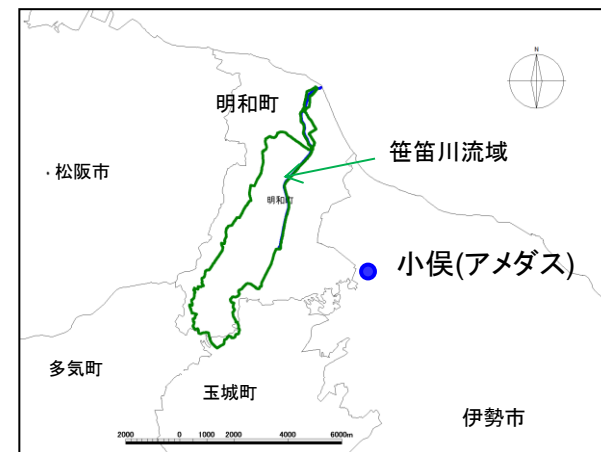 N
明和町
笹笛川流域
・松阪市
明和町
小俣(アメダス)
多気町
玉城町
伊勢市
2000 0 1000 2000 4000 6000m